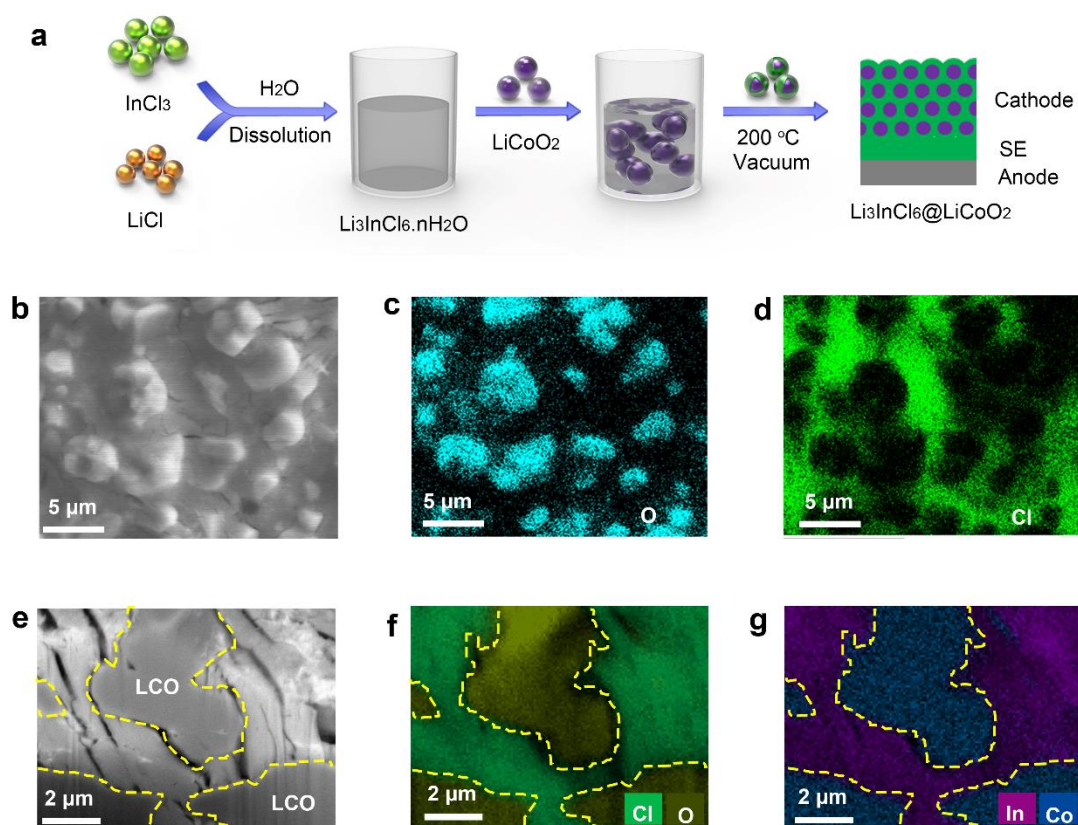 a
InCl3
LiCl
H2O
Dissolution
Li3InCl6.nH2O
LiCoO2
200 oC
Vacuum
Cathode
SE
Anode
Li3InCl6@LiCoO2
b
5 μm
c
5 μm
O
d
5 μm
Cl
e
LCO
2 μm
LCO
f
2 μm
Cl
O
g
2 μm
In
Co